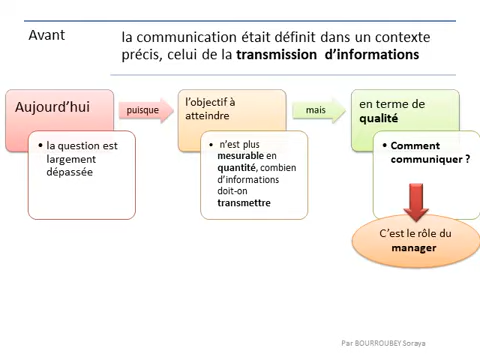 Avant
la communication était définit dans un contexte
précis, celui de la transmission d'informations
Aujourd'hui
• la question est
largement
dépassée
puisque
l'objectif à
atteindre
• n'est plus
mesurable en
quantité, combien
d'informations
doit-on
transmettre
mais
en terme de
qualité
• Comment
communiquer ?
C'est le rôle du
manager
Par BOURROUBEY Soraya